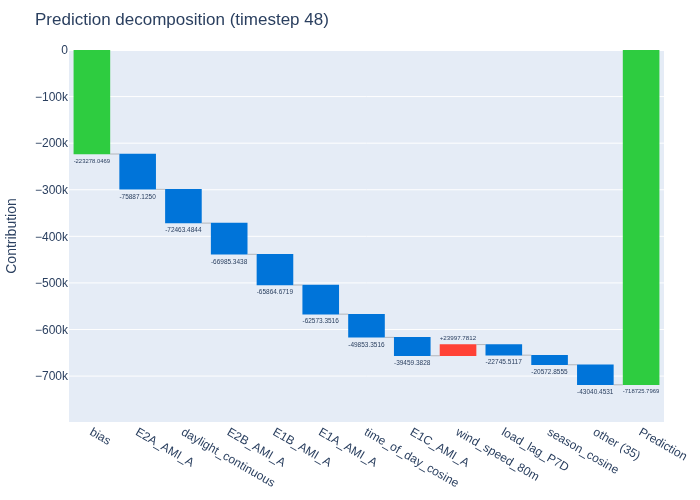 Prediction decomposition (timestep 48)
Contribution
0
−100k
−200k
−300k
−400k
−500k
−600k
−700k
-223278.0469
-75887.1250
-72463.4844
-66985.3438
-65864.6719
-62573.3516
-49853.3516
-39459.3828
+23997.7812
-22745.5117
-20572.8555
-43040.4531
-718725.7969
bias
E2A_AMI_A
daylight_continuous
E2B_AMI_A
E1B_AMI_A
E1A_AMI_A
time_of_day_cosine
E1C_AMI_A
wind_speed_80m
load_lag_P7D
season_cosine
other (35)
Prediction